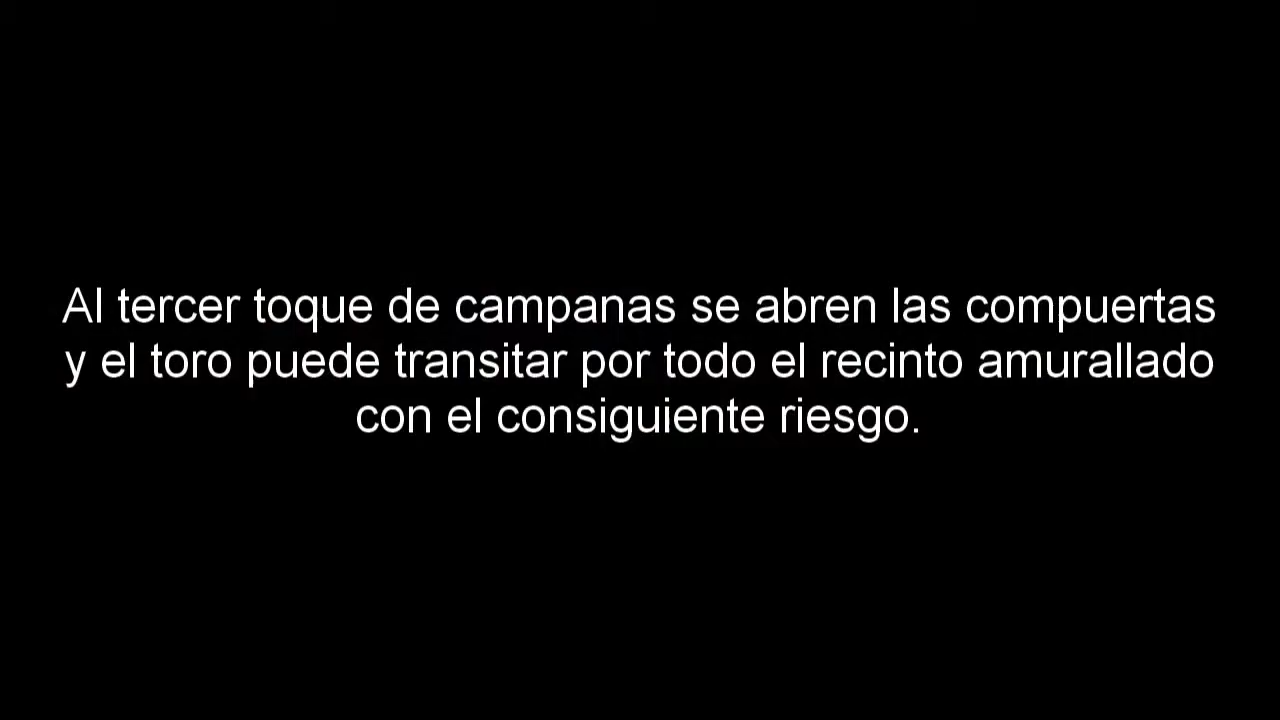 Al tercer toque de campanas se abren las compuertas
y el toro puede transitar por todo el recinto amurallado
con el consiguiente riesgo.